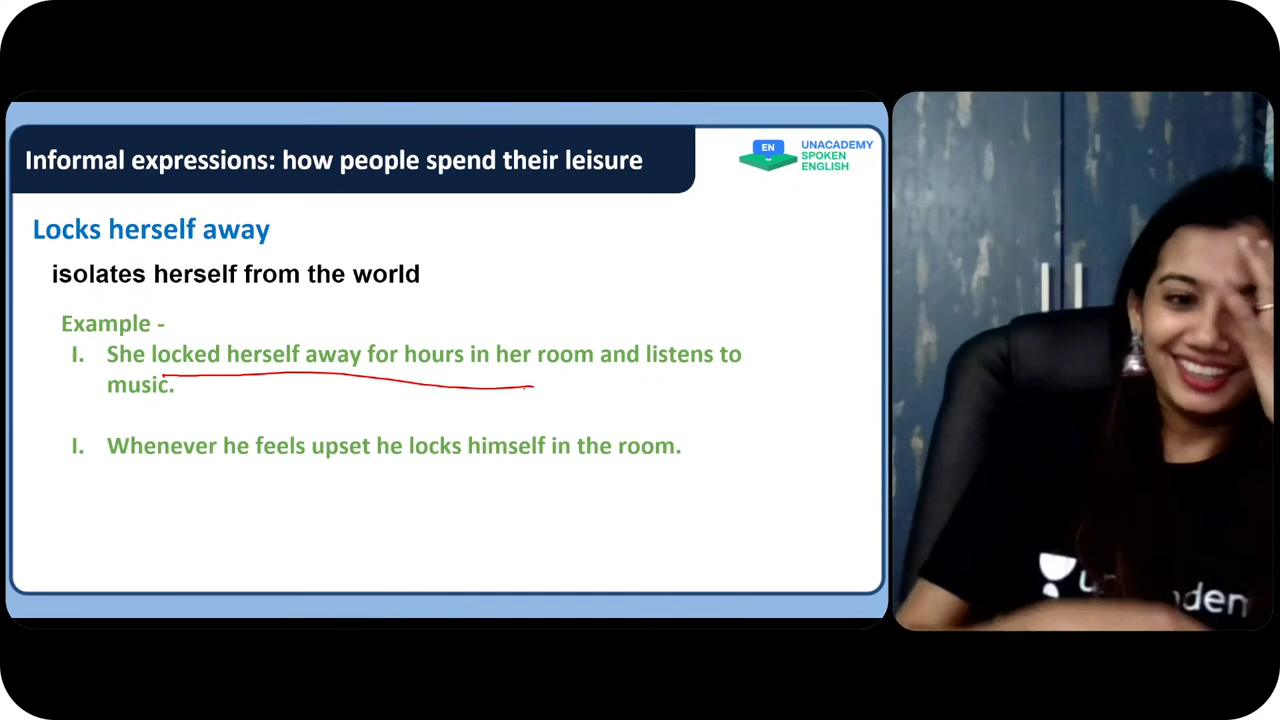 Informal expressions: how people spend their leisure
EN
UNACADEMY
SPOKEN
ENGLISH
Locks herself away
isolates herself from the world
Example -
I. She locked herself away for hours in her room and listens to
music.
I. Whenever he feels upset he locks himself in the room.